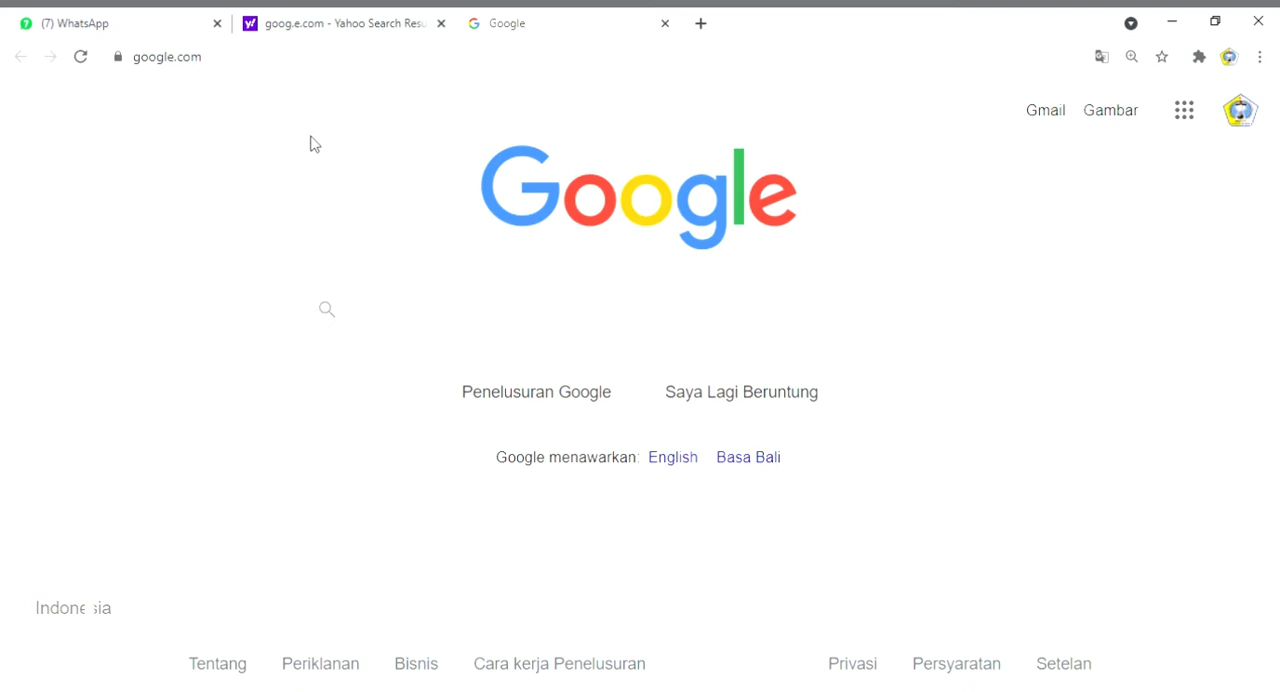 (7) WhatsApp
goog.e.com - Yahoo Search Resu
Google
google.com
Gmail Gambar
Google
Penelusuran Google Saya Lagi Beruntung
Google menawarkan: English Basa Bali
Indonesia
Tentang Periklanan Bisnis Cara kerja Penelusuran Privasi Persyaratan Setelan